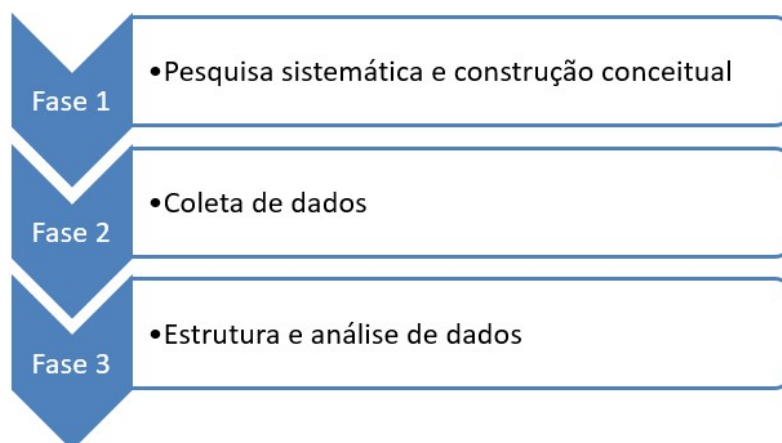 Fase 1
•Pesquisa sistemática e construção conceitual
Fase 2
•Coleta de dados
Fase 3
•Estrutura e análise de dados